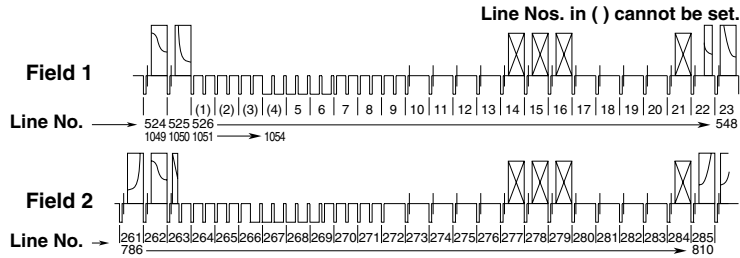 Line Nos. in ( ) cannot be set.
Field 1
(1) (2) (3) (4) 5 6 7 8 9 10 11 12 13 14 15 16 17 18 19 20 21 22 23
Line No. 524 525 526 548
1049 1050 1051 1054
Field 2
Line No. 261 262 263 264 265 266 267 268 269 270 271 272 273 274 275 276 277 278 279 280 281 282 283 284 285
786 810